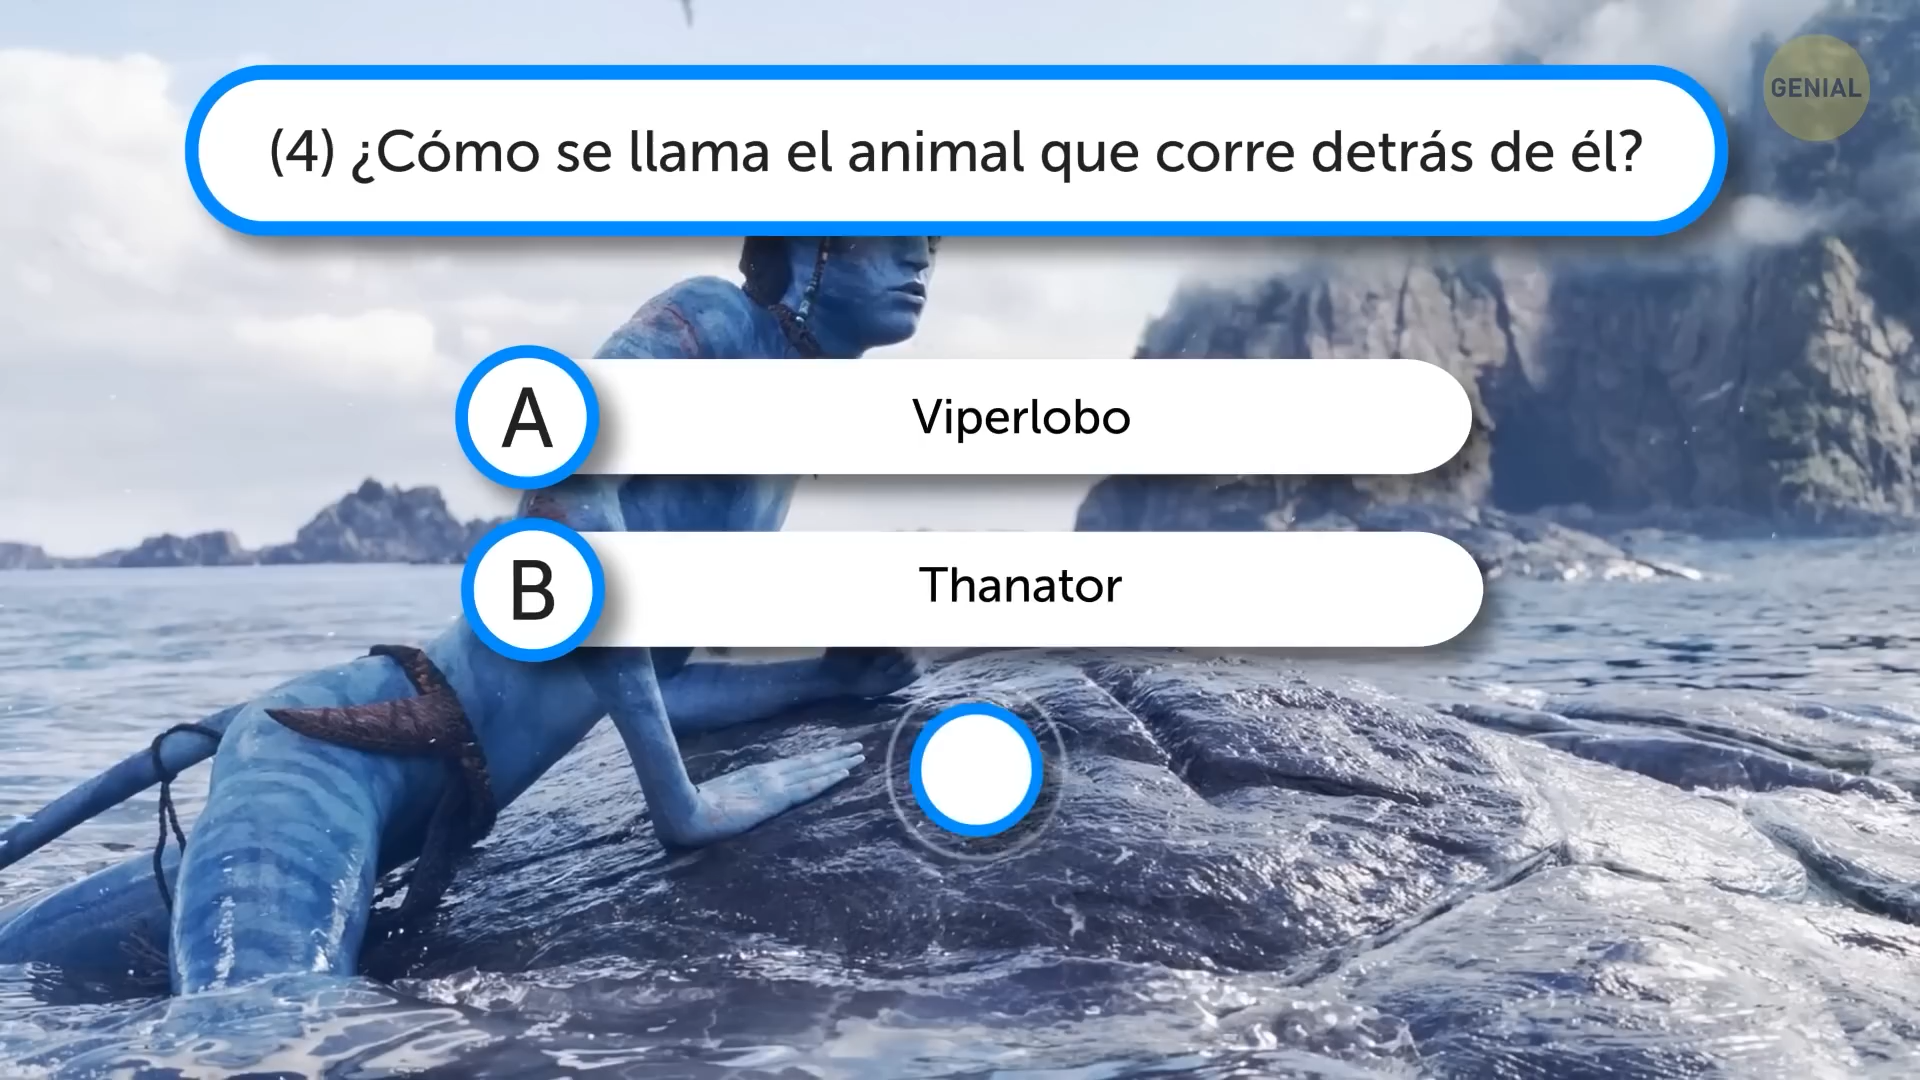 GENIAL
(4) ¿Cómo se llama el animal que corre detrás de él?
A
Viperlobo
B
Thanator